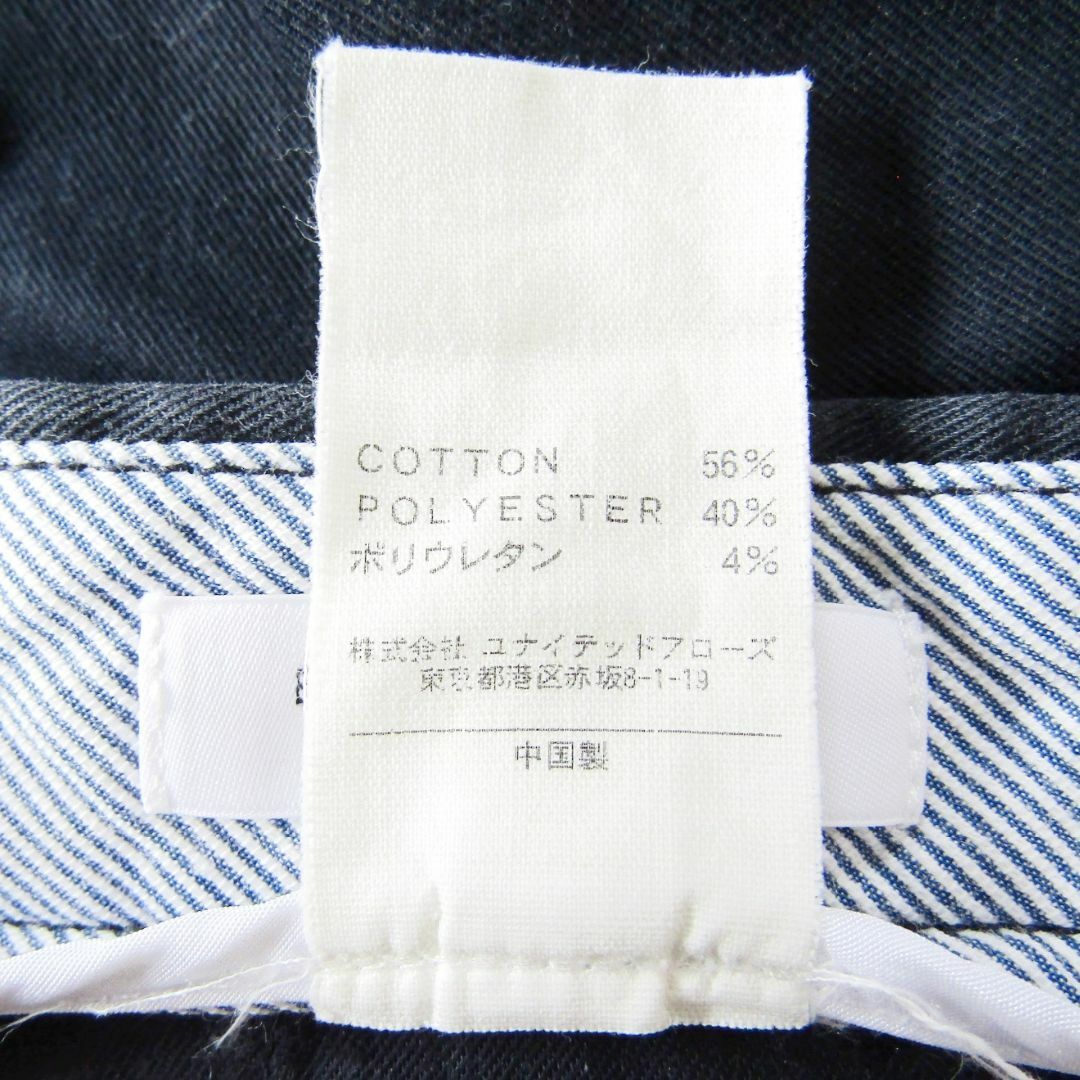 COTTON 56%
POLYESTER 40%
ポリウレタン 4%
株式会社 ユナイテッドアローズ
東京都港区赤坂8-1-19
中国製